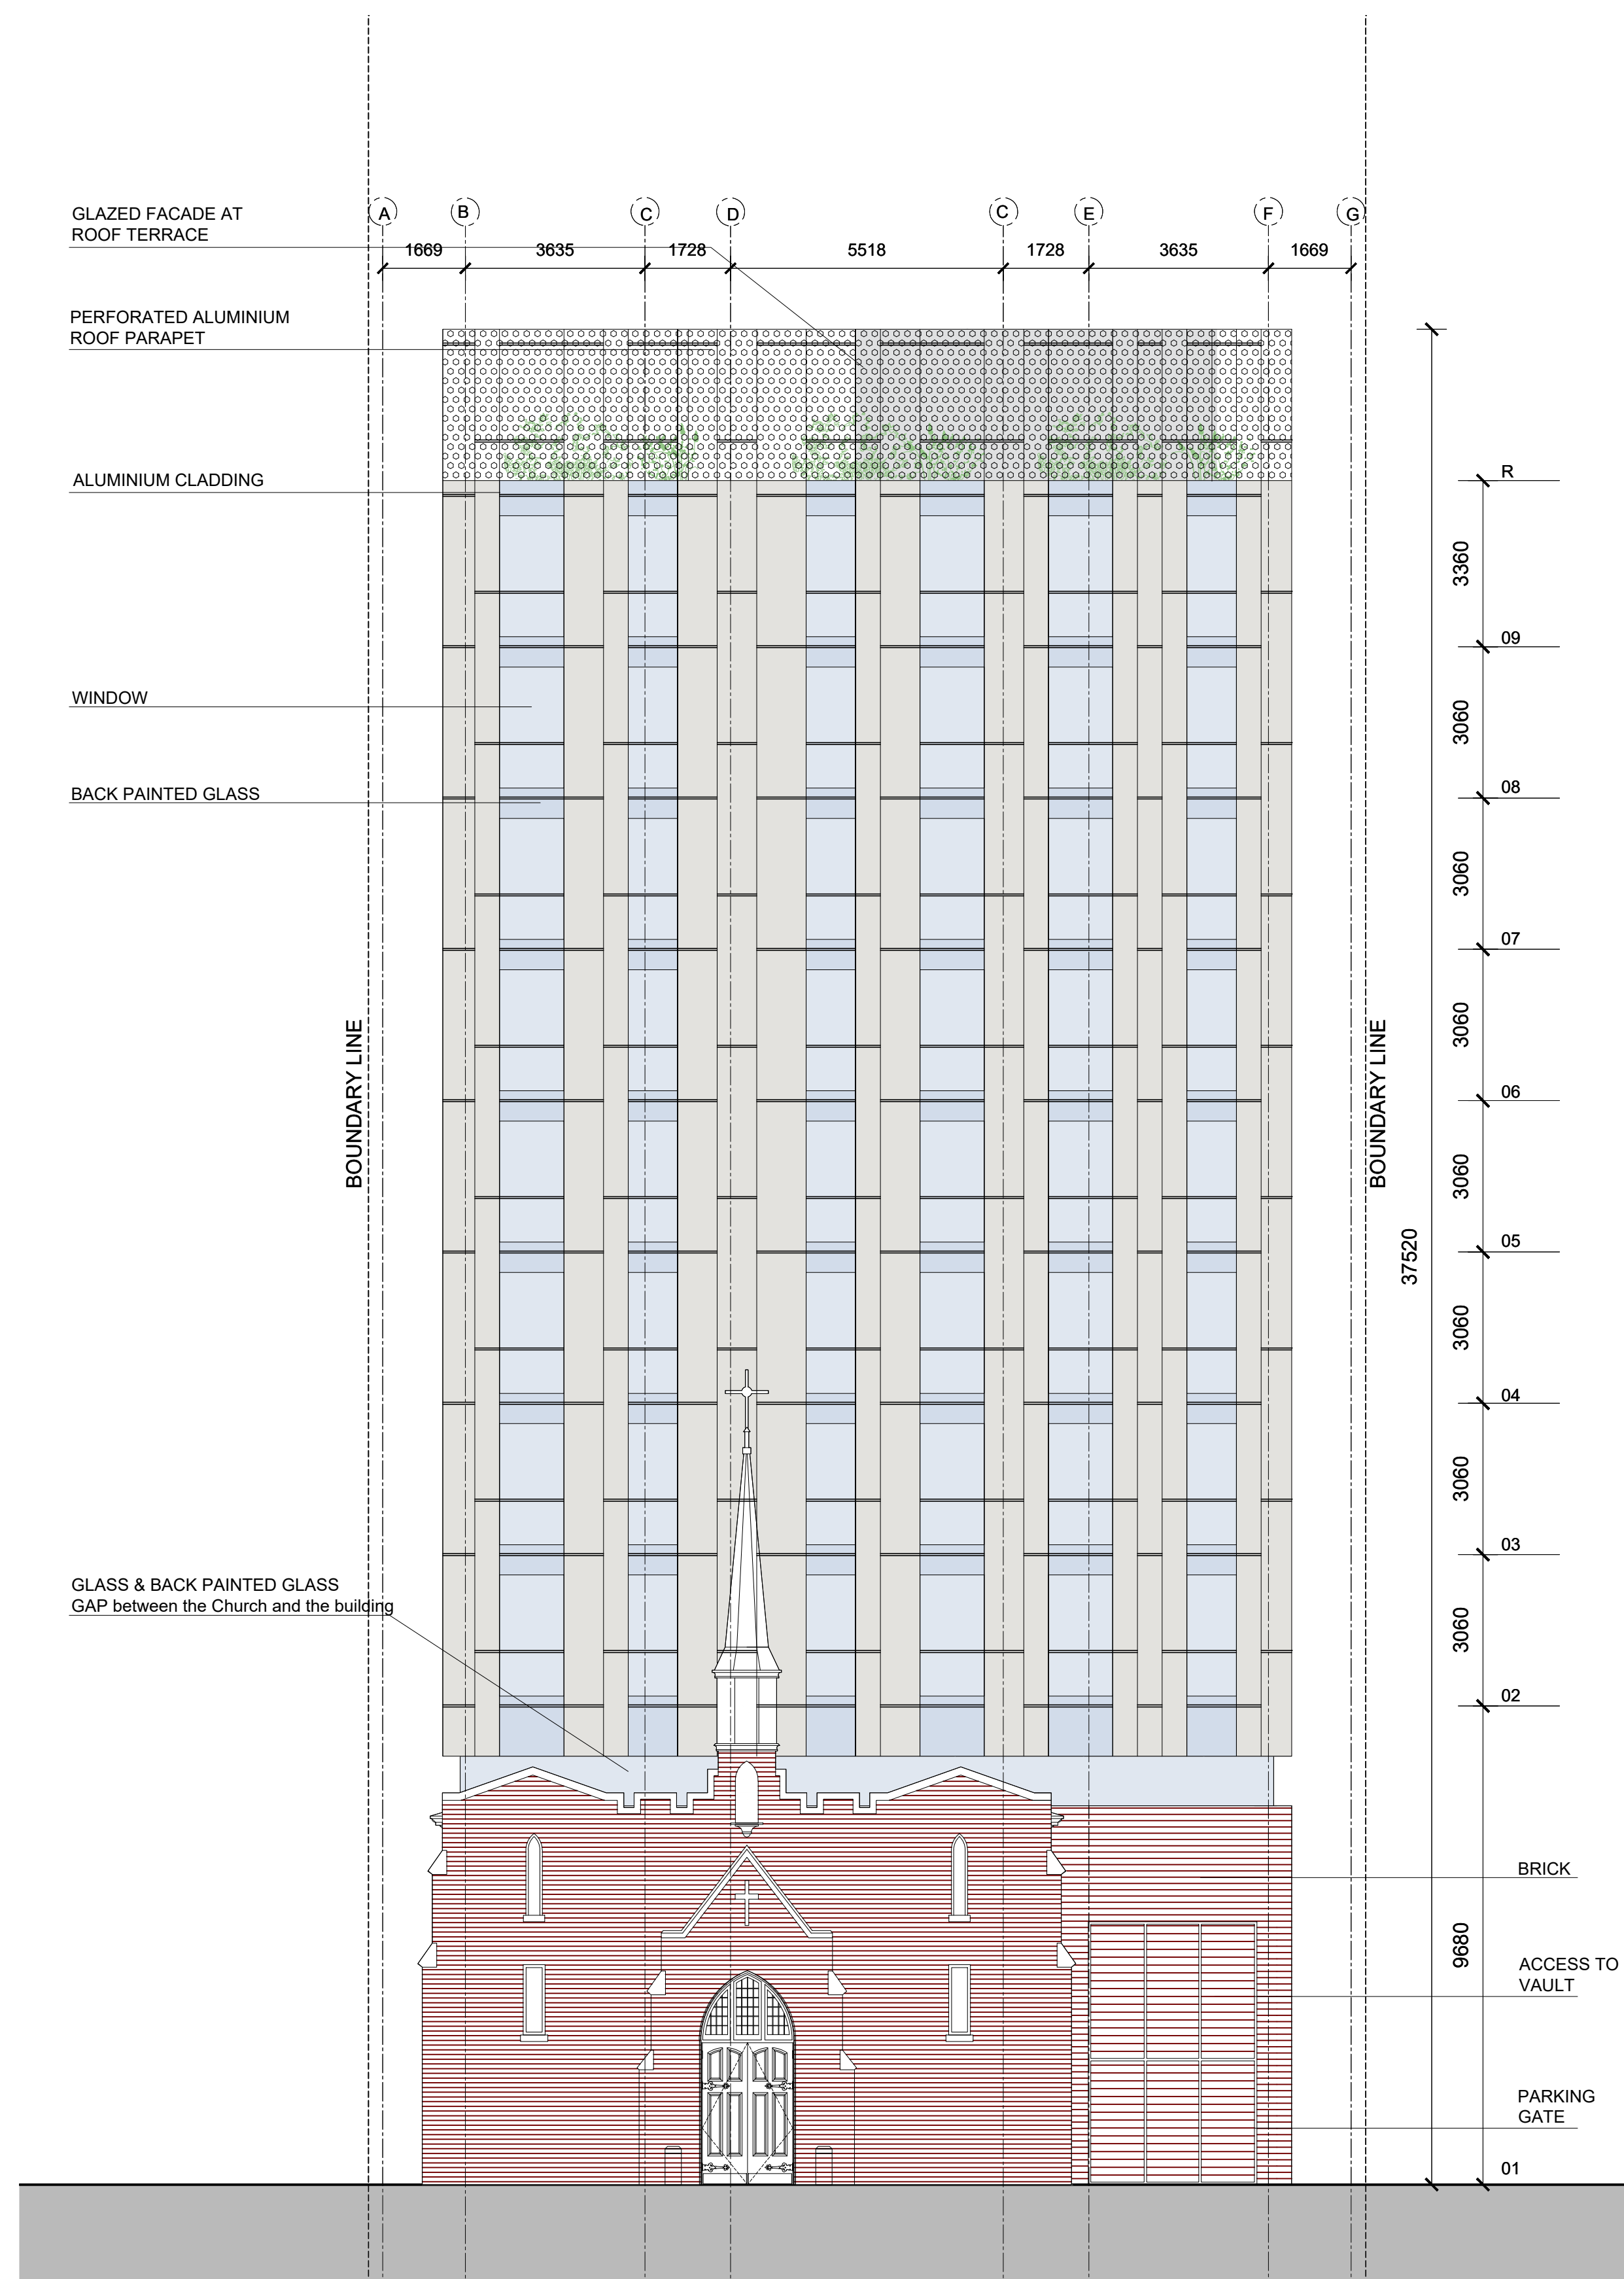 GLAZED FACADE AT
ROOF TERRACE
A B C D C E F G
1669 3635 1728 5518 1728 3635 1669
PERFORATED ALUMINIUM
ROOF PARAPET
ALUMINIUM CLADDING
R
3360
09
WINDOW
3060
BACK PAINTED GLASS
08
3060
07
3060
BOUNDARY LINE
BOUNDARY LINE
06
3060
05
37520
3060
04
3060
03
GLASS & BACK PAINTED GLASS
GAP between the Church and the building
3060
02
BRICK
9680
ACCESS TO
VAULT
PARKING
GATE
01